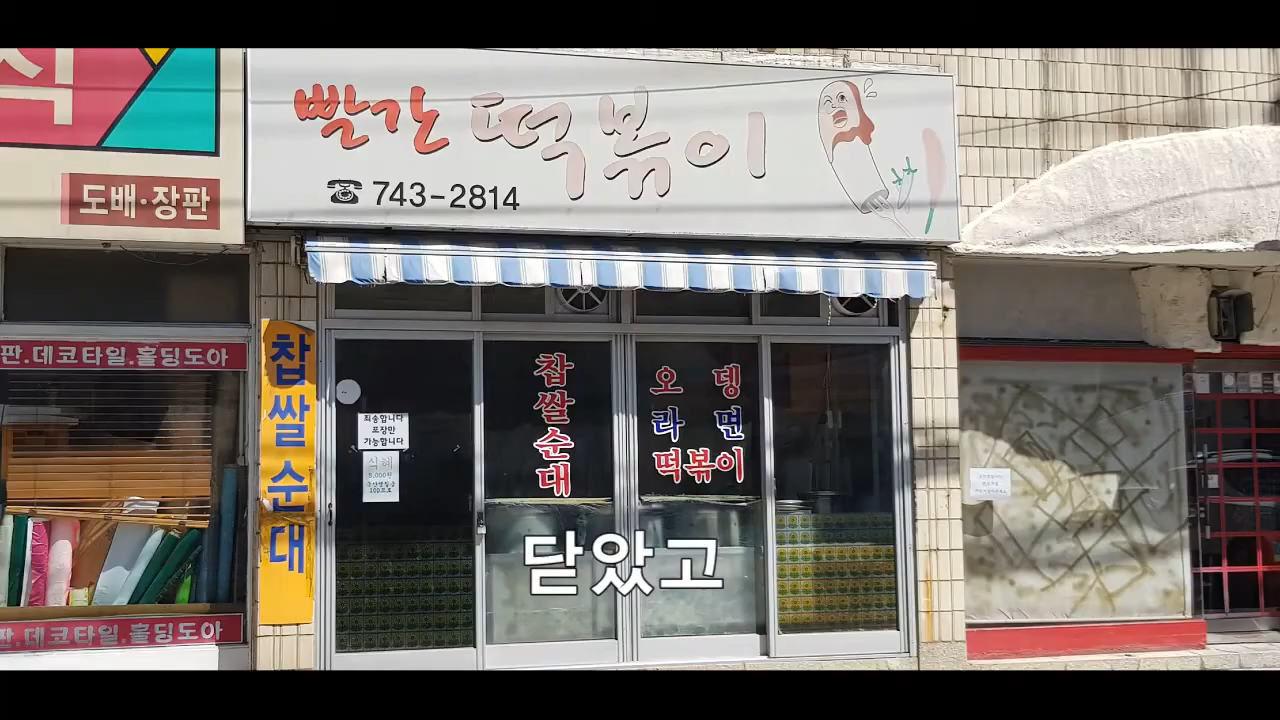 식
도배·장판
빨간 떡볶이
743-2814
판.데코타일.홀딩도아
찹쌀순대
죄송합니다
포장만
가능합니다
식혜
찹쌀순대
오뎅
라면
떡볶이
닫았고
판.데코타일.홀딩도아